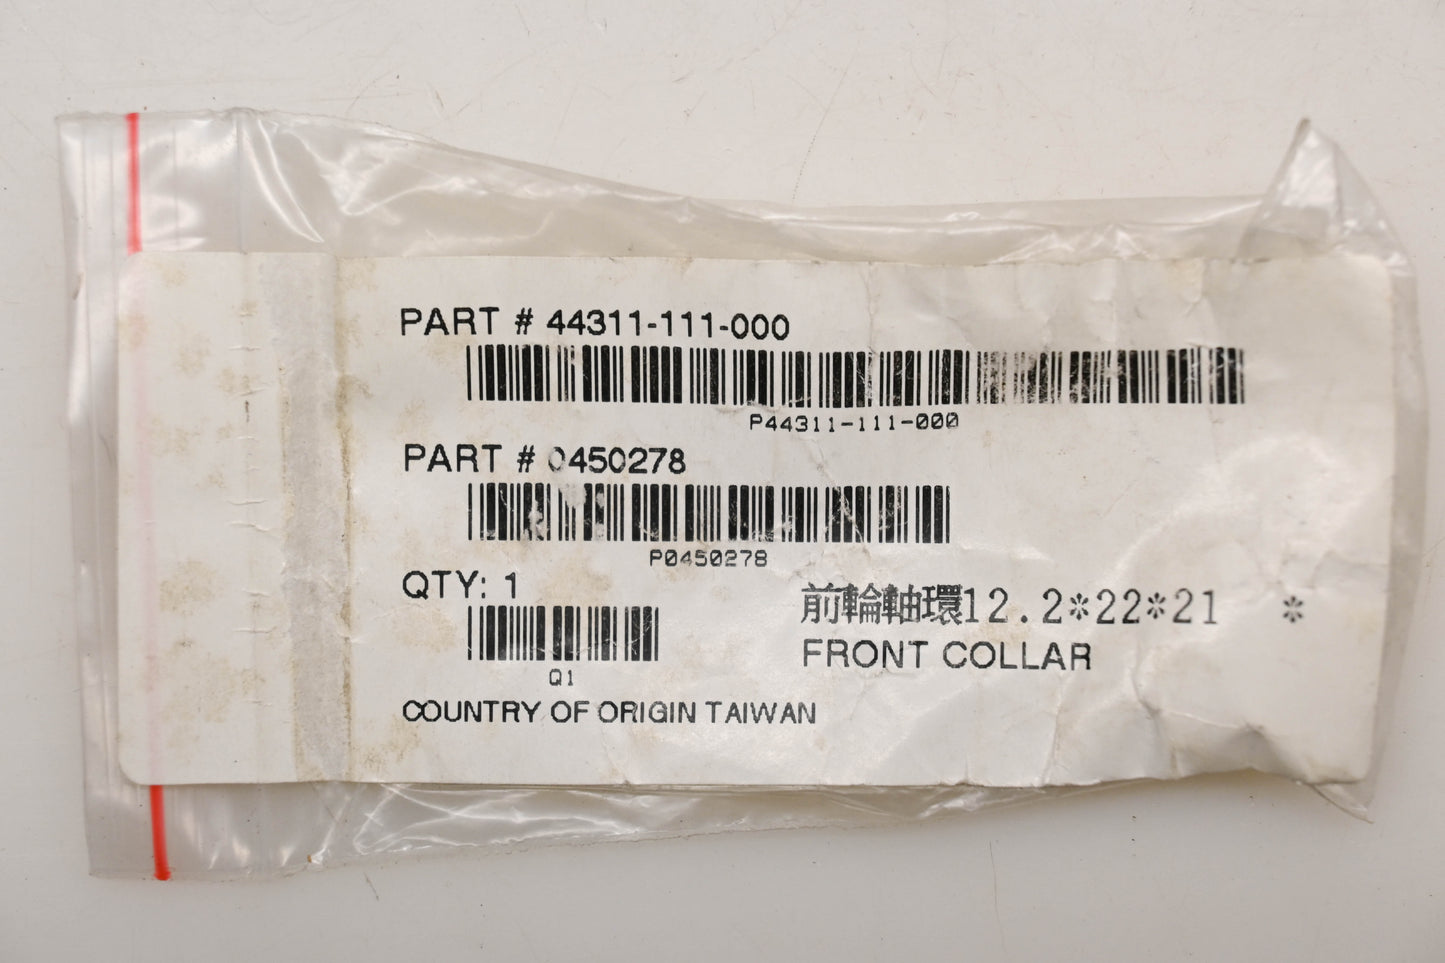 PART # 44311-111-000
P44311-111-000
PART # 0450278
P0450278
QTY: 1
Q1
前輪軸環12.2*22*21 *
FRONT COLLAR
COUNTRY OF ORIGIN TAIWAN